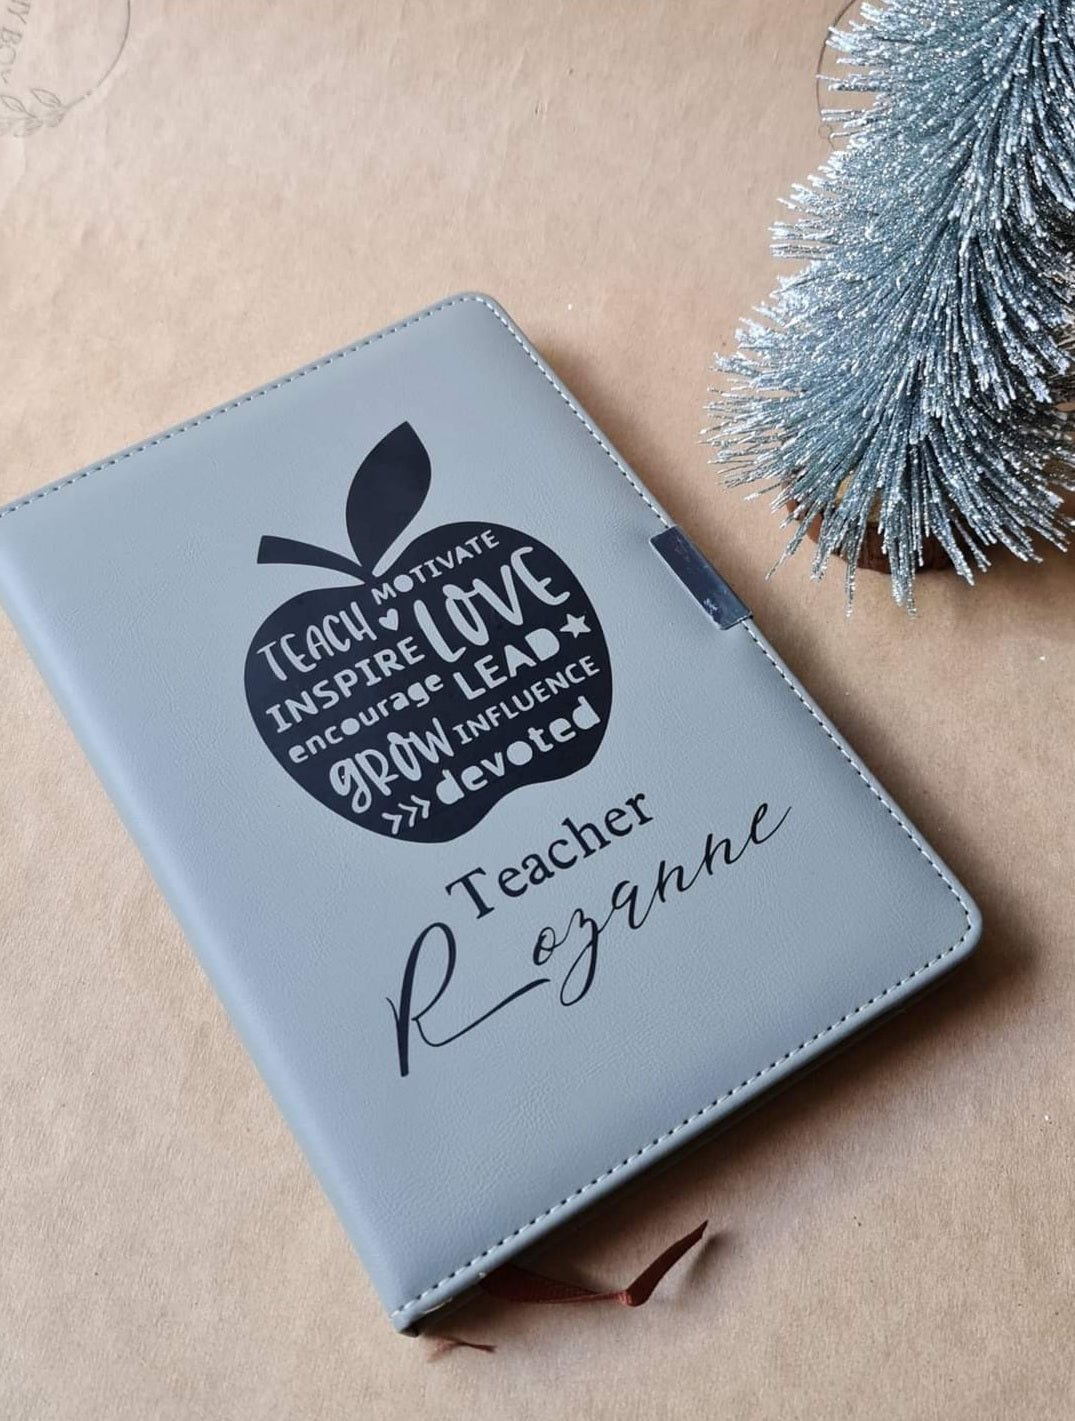 MOTIVATE
TEACH LOVE
INSPIRE
encourage LEAD
GROW INFLUENCE
devoted
Teacher
Rozanne